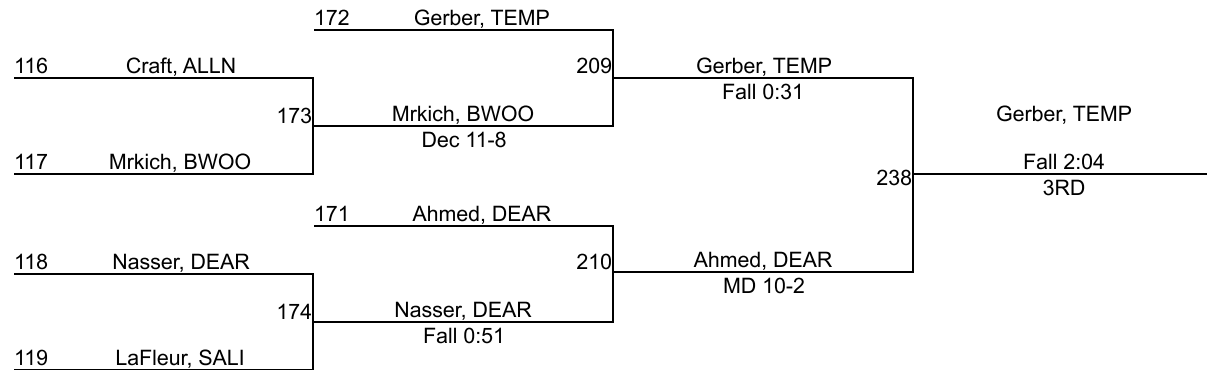 172 Gerber, TEMP
116 Craft, ALLN
209
Gerber, TEMP
Fall 0:31
173
Mrkich, BWOO
Dec 11-8
Gerber, TEMP
117 Mrkich, BWOO
Fall 2:04
238
3RD
171 Ahmed, DEAR
118 Nasser, DEAR
210
Ahmed, DEAR
MD 10-2
174
Nasser, DEAR
Fall 0:51
119 LaFleur, SALI